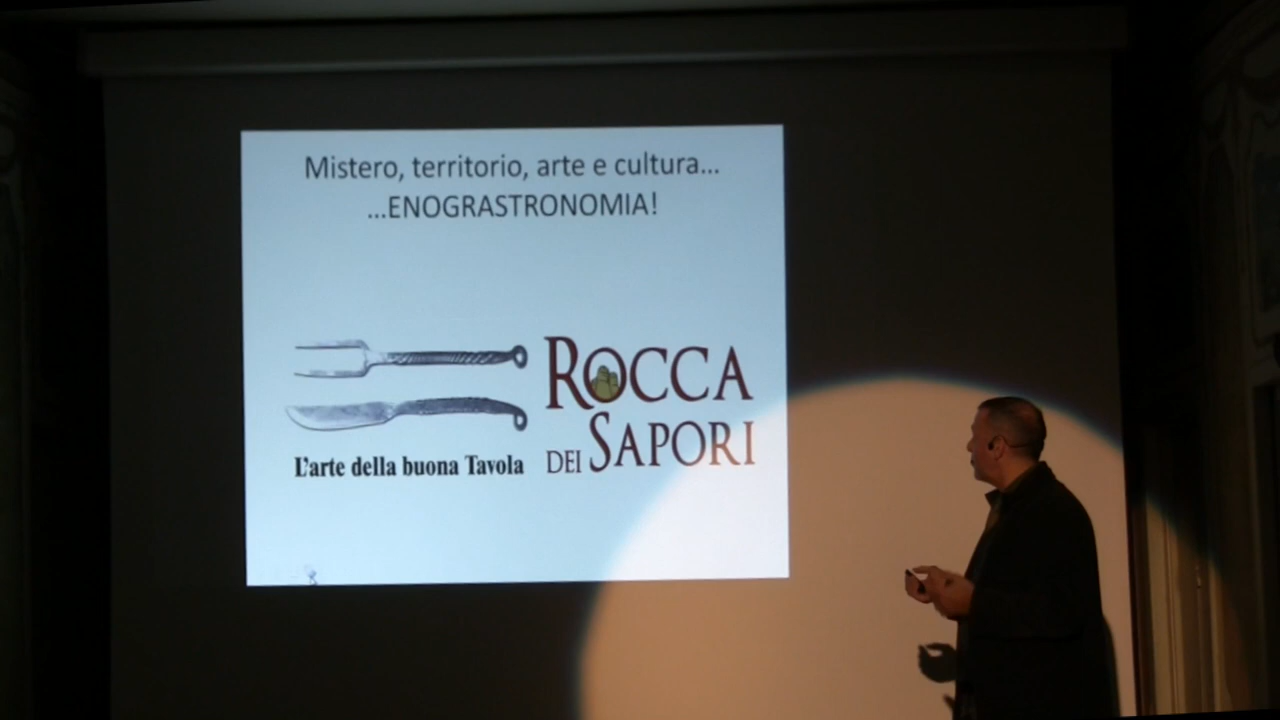 Mistero, territorio, arte e cultura...
...ENOGRASTRONOMIA!
ROCCA
DEI SAPORI
L'arte della buona Tavola